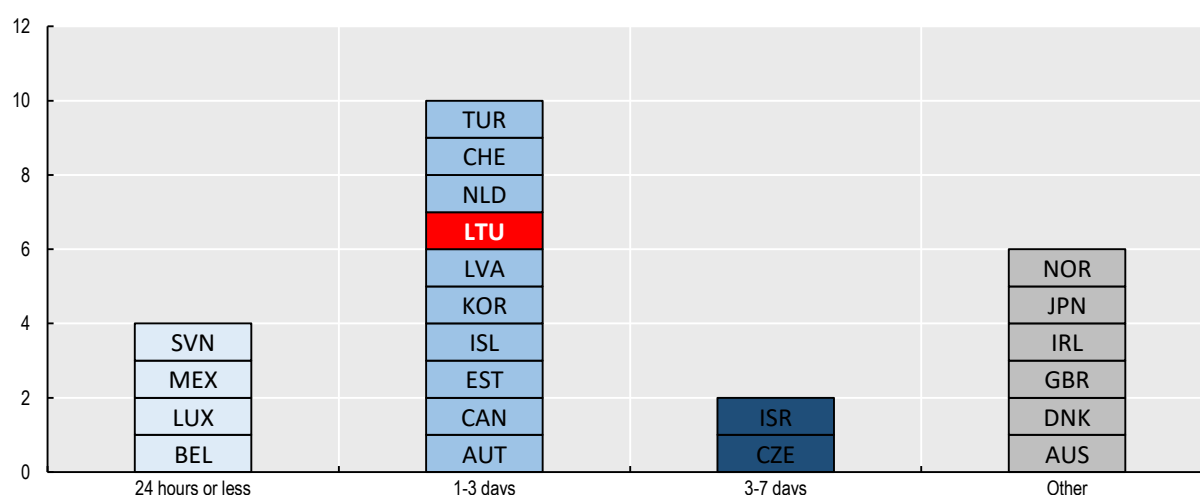 12
10
8
6
4
2
0
SVN
MEX
LUX
BEL
TUR
CHE
NLD
LTU
LVA
KOR
ISL
EST
CAN
AUT
ISR
CZE
NOR
JPN
IRL
GBR
DNK
AUS
24 hours or less
1-3 days
3-7 days
Other